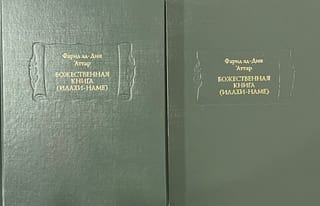 Фарид ад-Дин
'Аттар
БОЖЕСТВЕННАЯ
КНИГА
(ИЛАХИ-НАМЕ)
Фарид ад-Дин
'Аттар
БОЖЕСТВЕННАЯ
КНИГА
(ИЛАХИ-НАМЕ)